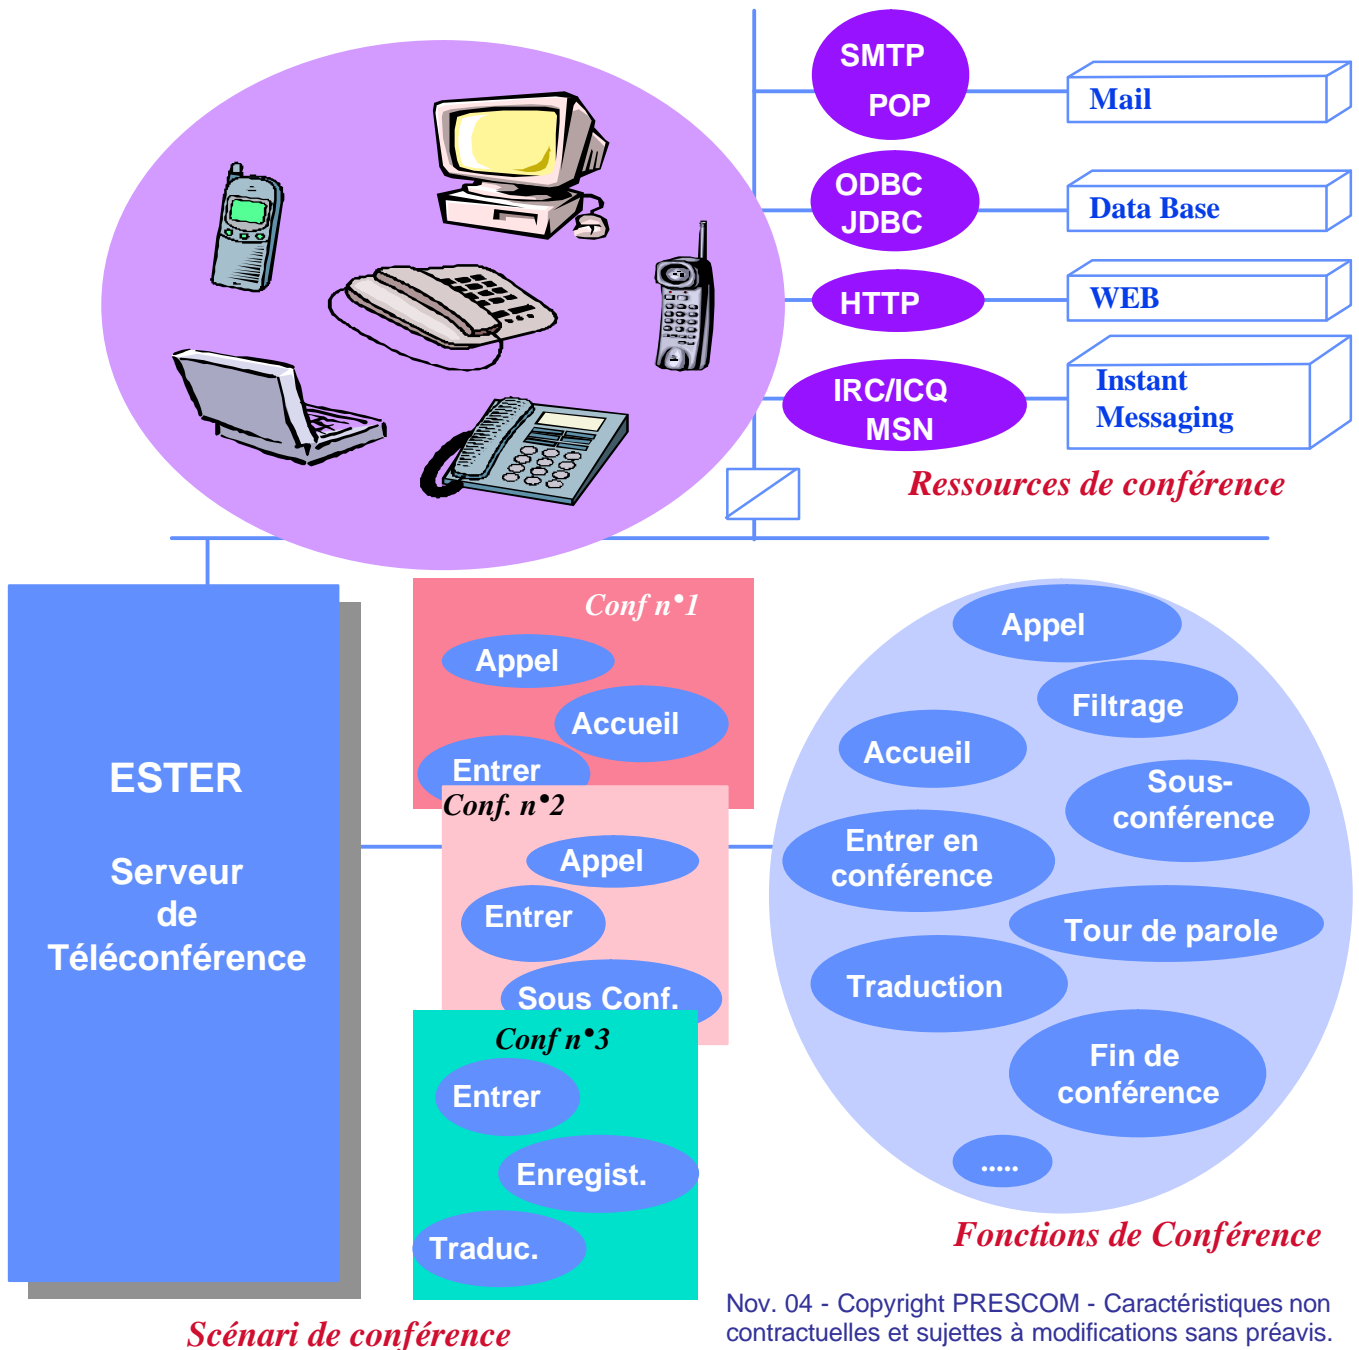 SMTP
POP
Mail
ODBC
JDBC
Data Base
HTTP
WEB
IRC/ICQ
MSN
Instant
Messaging
Ressources de conférence
ESTER
Serveur
de
Téléconférence
Conf n°1
Appel
Accueil
Entrer
Conf. n°2
Appel
Entrer
Sous Conf.
Conf n°3
Entrer
Enregist.
Traduc.
Scénari de conférence
Appel
Filtrage
Accueil
Sous-
conférence
Entrer en
conférence
Tour de parole
Traduction
Fin de
conférence
.....
Fonctions de Conférence
Nov. 04 - Copyright PRESCOM - Caractéristiques non
contractuelles et sujettes à modifications sans préavis.